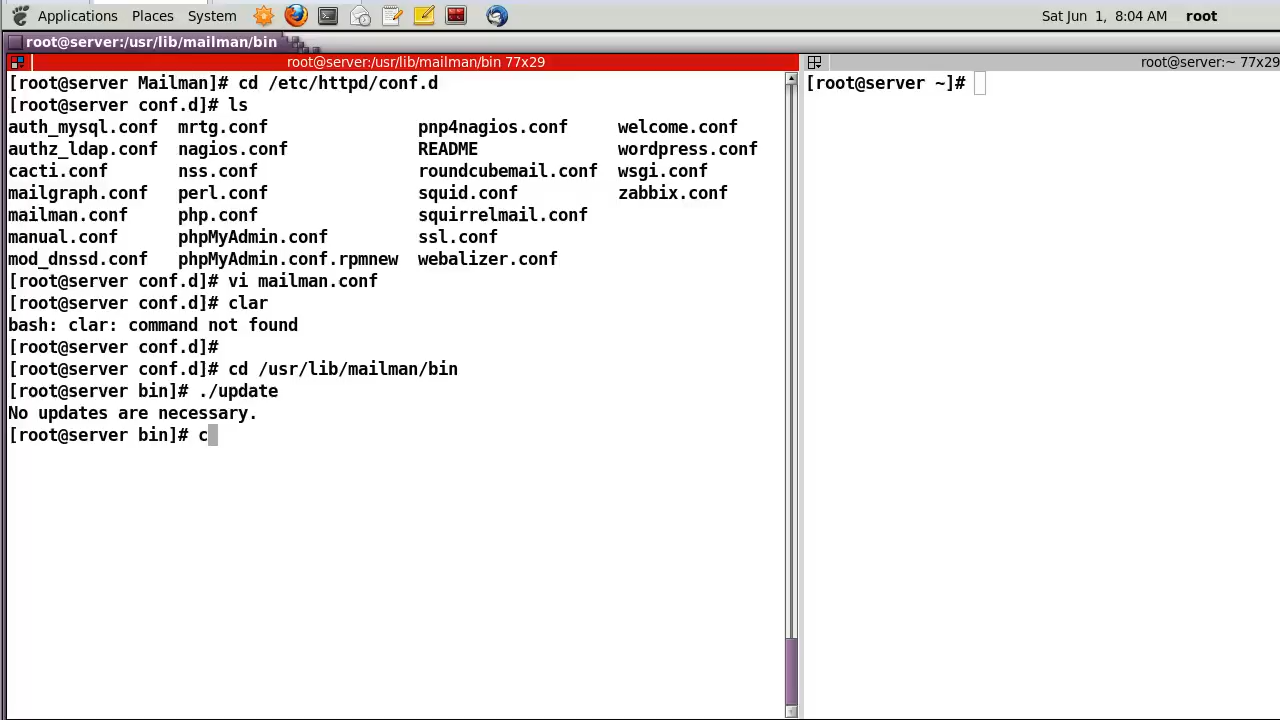 Applications Places System Sat Jun 1, 8:04 AM root
root@server:/usr/lib/mailman/bin
root@server:/usr/lib/mailman/bin 77x29
[root@server Mailman]# cd /etc/httpd/conf.d
[root@server conf.d]# ls
auth_mysql.conf mrtg.conf pnp4nagios.conf welcome.conf
authz_ldap.conf nagios.conf README wordpress.conf
cacti.conf nss.conf roundcubemail.conf wsgi.conf
mailgraph.conf perl.conf squid.conf zabbix.conf
mailman.conf php.conf squirrelmail.conf
manual.conf phpMyAdmin.conf ssl.conf
mod_dnssd.conf phpMyAdmin.conf.rpmnew webalizer.conf
[root@server conf.d]# vi mailman.conf
[root@server conf.d]# clar
bash: clar: command not found
[root@server conf.d]#
[root@server conf.d]# cd /usr/lib/mailman/bin
[root@server bin]# ./update
No updates are necessary.
[root@server bin]# c
root@server:~ 77x29
[root@server ~]#